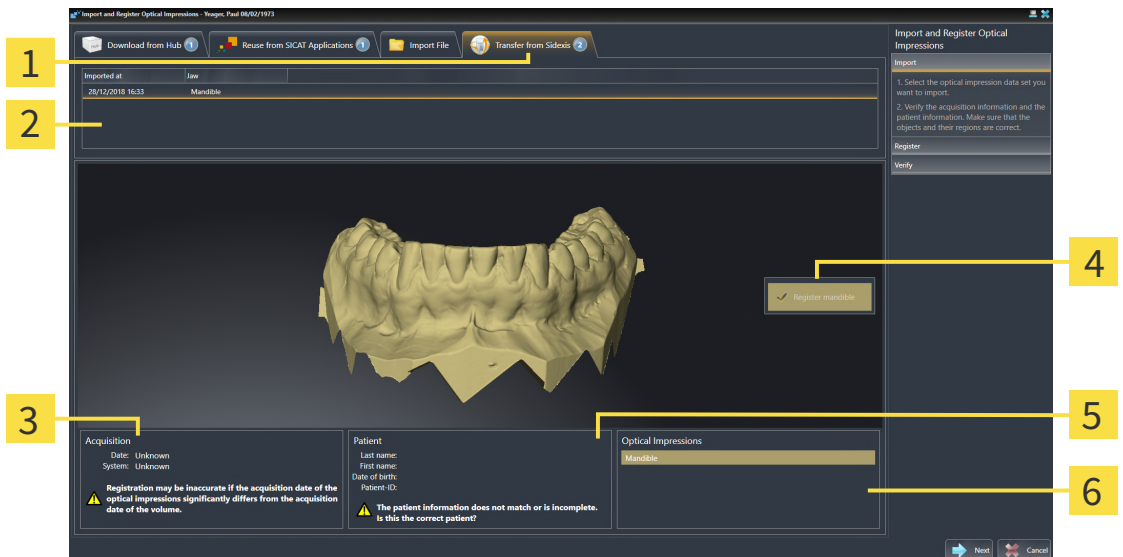 Import and Register Optical Impressions - Yeager, Paul 08/02/1973
Download from Hub 1
Reuse from SICAT Applications 1
Import File
Transfer from Sidexis 2
Imported at Jaw
28/12/2018 16:33 Mandible
Import and Register Optical
Impressions
Import
1. Select the optical impression data set you
want to import.
2. Verify the acquisition information and the
patient information. Make sure that the
objects and their regions are correct.
Register
Verify
1
2
3
4
5
6
Register mandible
Acquisition
Date: Unknown
System: Unknown
Registration may be inaccurate if the acquisition date of the
optical impressions significantly differs from the acquisition
date of the volume.
Patient
Last name:
First name:
Date of birth:
Patient-ID:
The patient information does not match or is incomplete.
Is this the correct patient?
Optical Impressions
Mandible
Next
Cancel